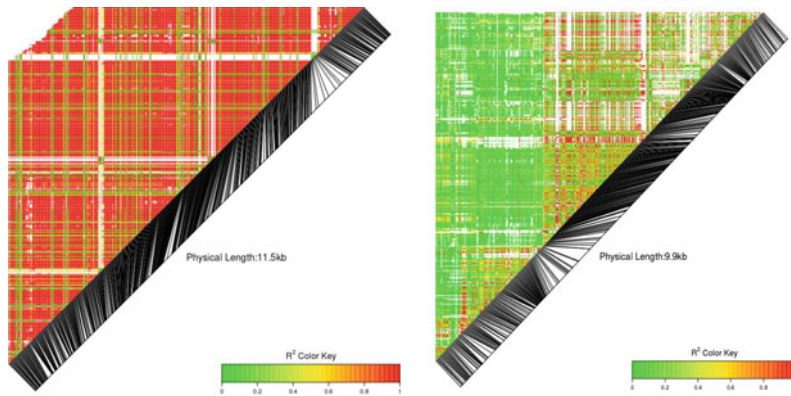 Physical Length:11.5kb
R² Color Key
0 0.2 0.4 0.6 0.8 1
Physical Length:9.9kb
R² Color Key
0 0.2 0.4 0.6 0.8